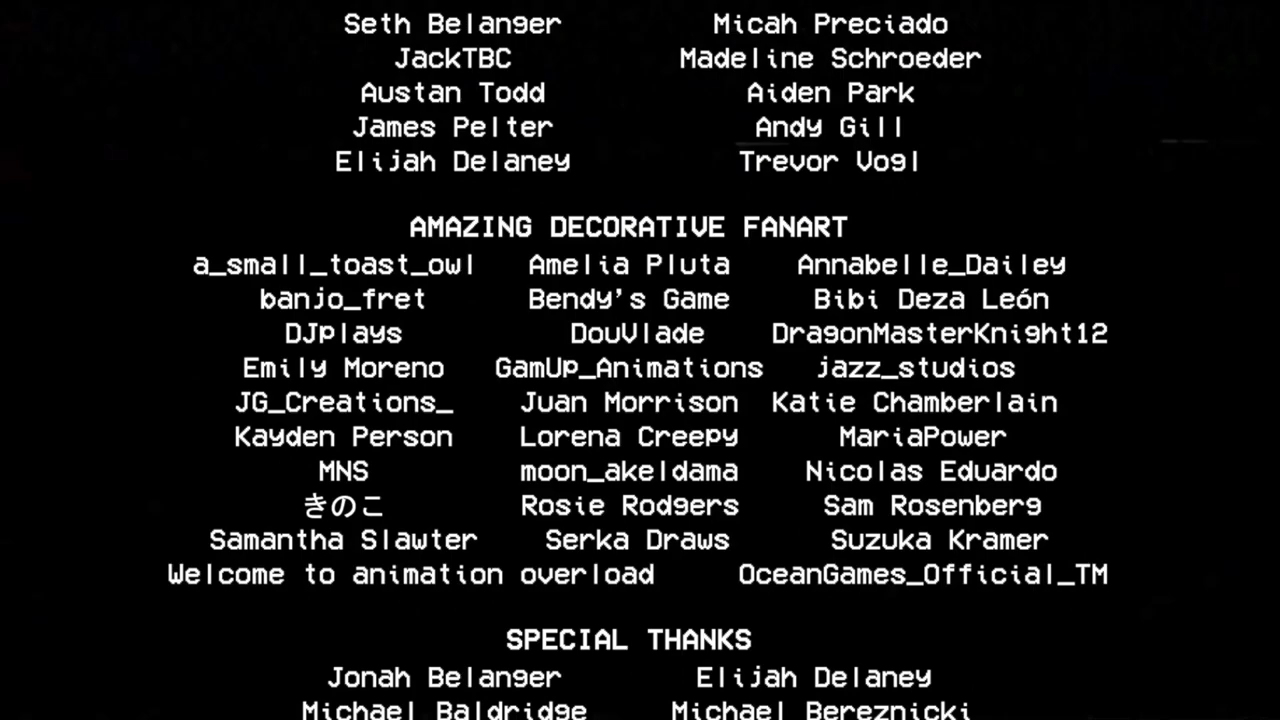 Seth Belanger Micah Preciado
JackTBC Madeline Schroeder
Austan Todd Aiden Park
James Pelter Andy Gill
Elijah Delaney Trevor Vogl
AMAZING DECORATIVE FANART
a_small_toast_owl Amelia Pluta Annabelle_Dailey
banjo_fret Bendy's Game Bibi Deza León
DJplays DouVlade DragonMasterKnight12
Emily Moreno GamUp_Animations jazz_studios
JG_Creations_ Juan Morrison Katie Chamberlain
Kayden Person Lorena Creepy MariaPower
MNS moon_akeldama Nicolas Eduardo
きのこ Rosie Rodgers Sam Rosenberg
Samantha Slawter Serka Draws Suzuka Kramer
Welcome to animation overload OceanGames_Official_TM
SPECIAL THANKS
Jonah Belanger Elijah Delaney
Michael Baldridge Michael Bereznicki